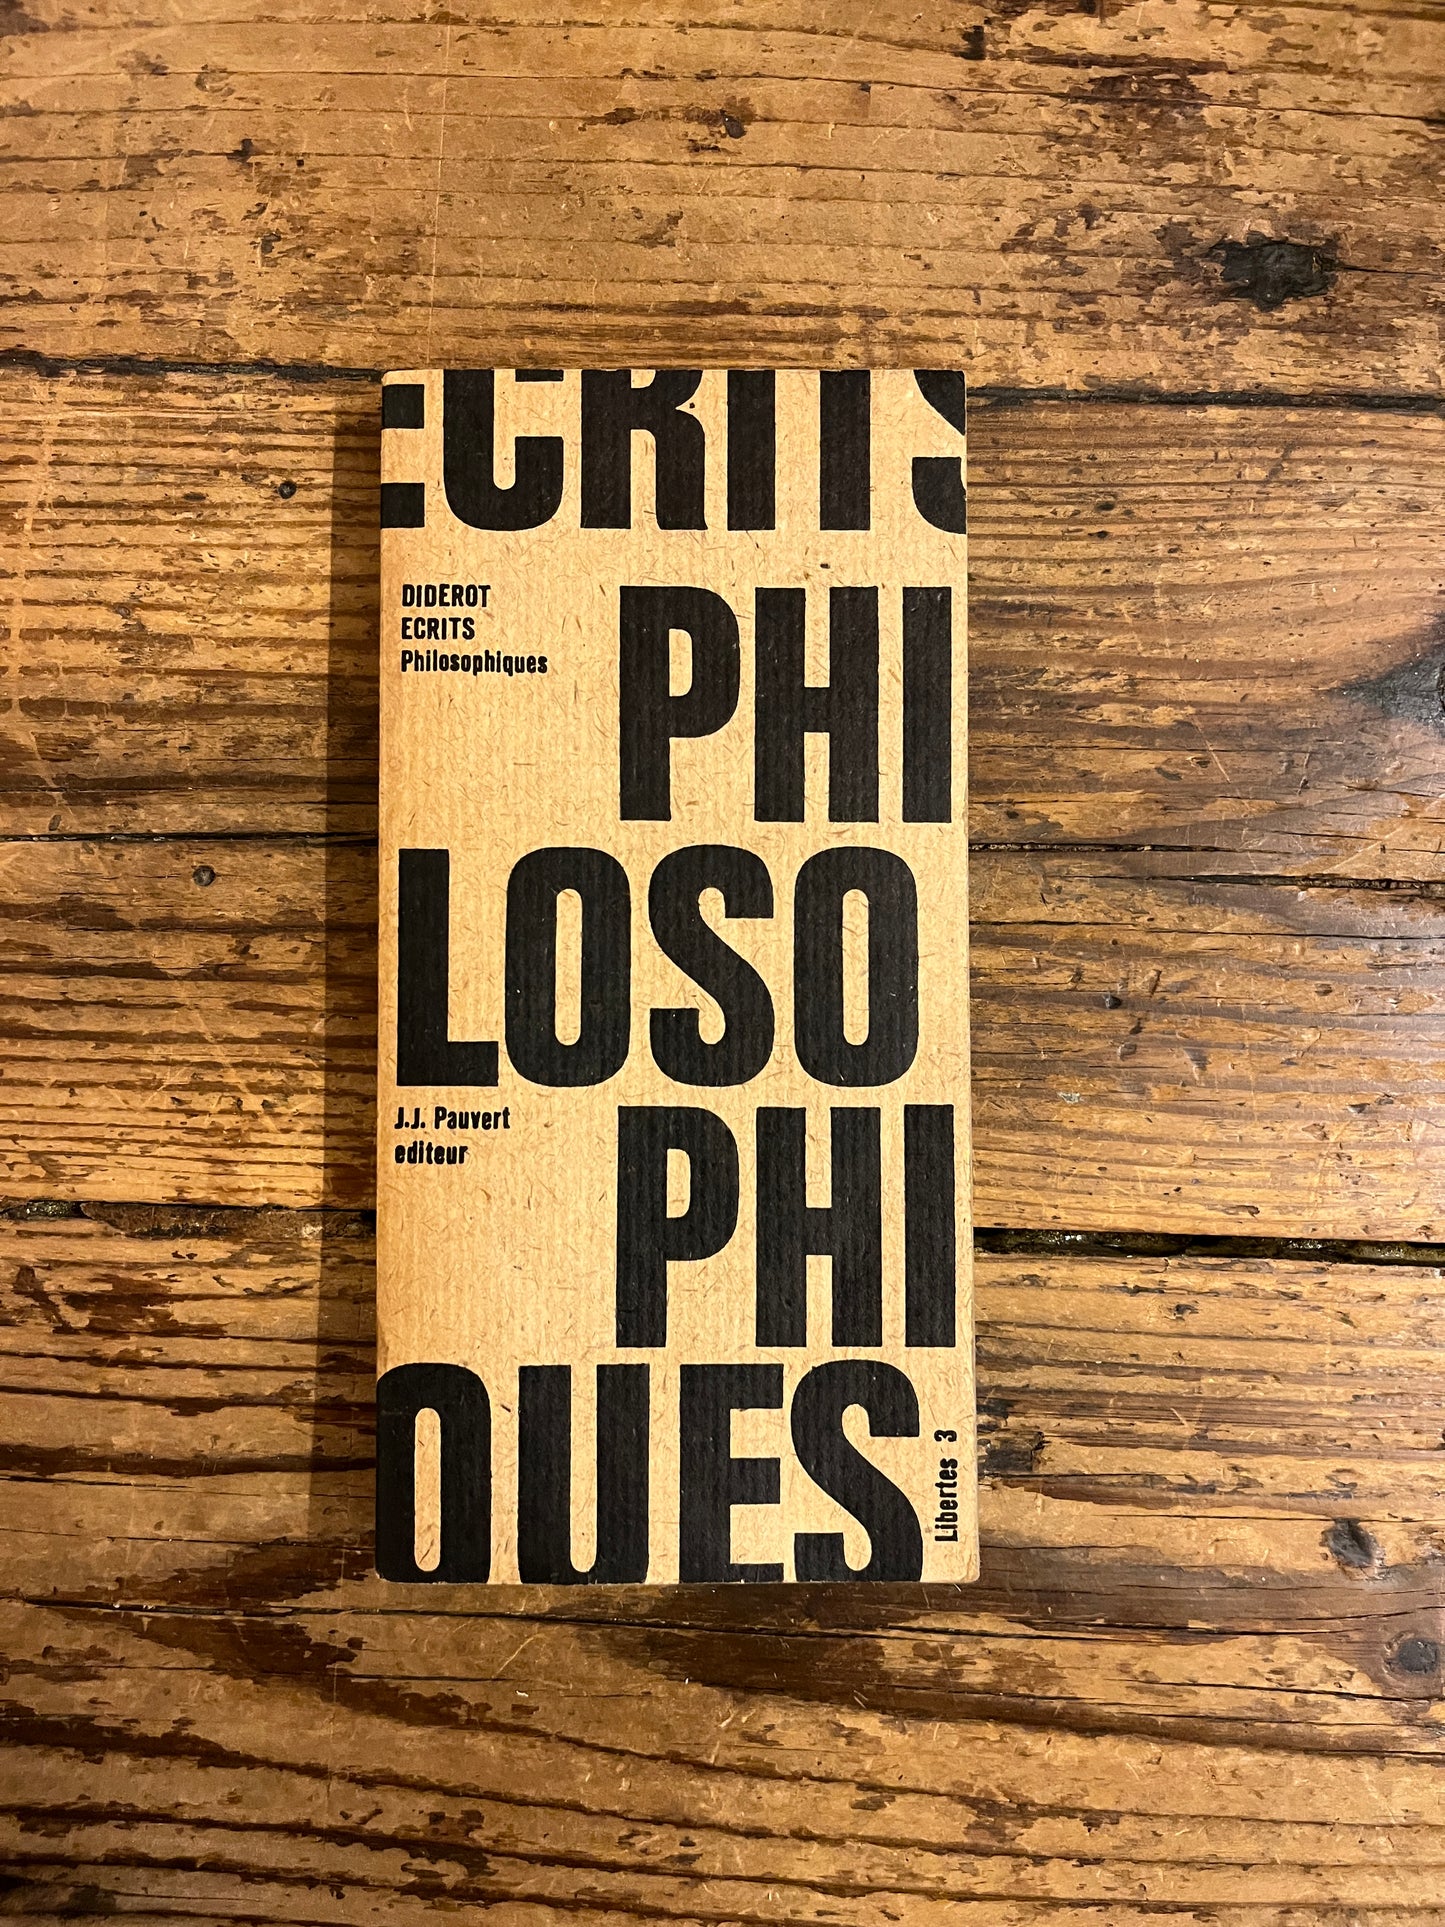 ECRITS
DIDEROT
ECRITS
Philosophiques
PHI
LOSO
J.J. Pauvert
editeur
PHI
QUES
Libertes 3